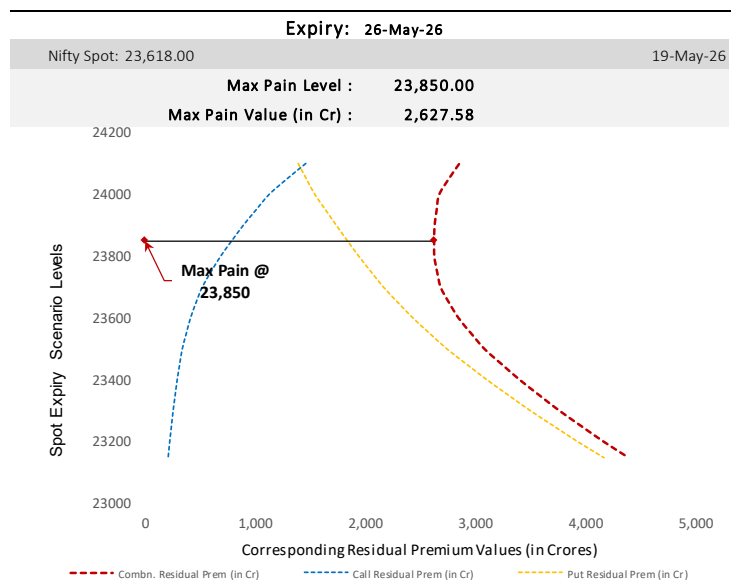 Expiry: 26-May-26
Nifty Spot: 23,618.00 19-May-26
Max Pain Level : 23,850.00
Max Pain Value (in Cr) : 2,627.58
24200
24000
23800
23600
23400
23200
23000
Spot Expiry Scenario Levels
Max Pain @
23,850
0 1,000 2,000 3,000 4,000 5,000
Corresponding Residual Premium Values (in Crores)
Combn. Residual Prem (in Cr) Call Residual Prem (in Cr) Put Residual Prem (in Cr)